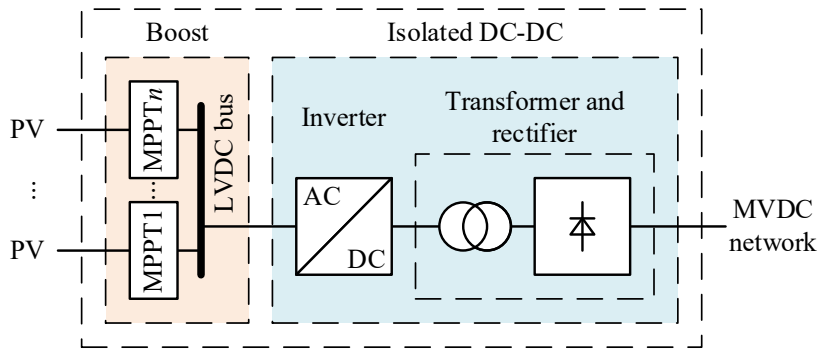 Boost
Isolated DC-DC
PV
...
PV
MPPTn
...
MPPT1
LVDC bus
Inverter
AC
DC
Transformer and
rectifier
MVDC
network